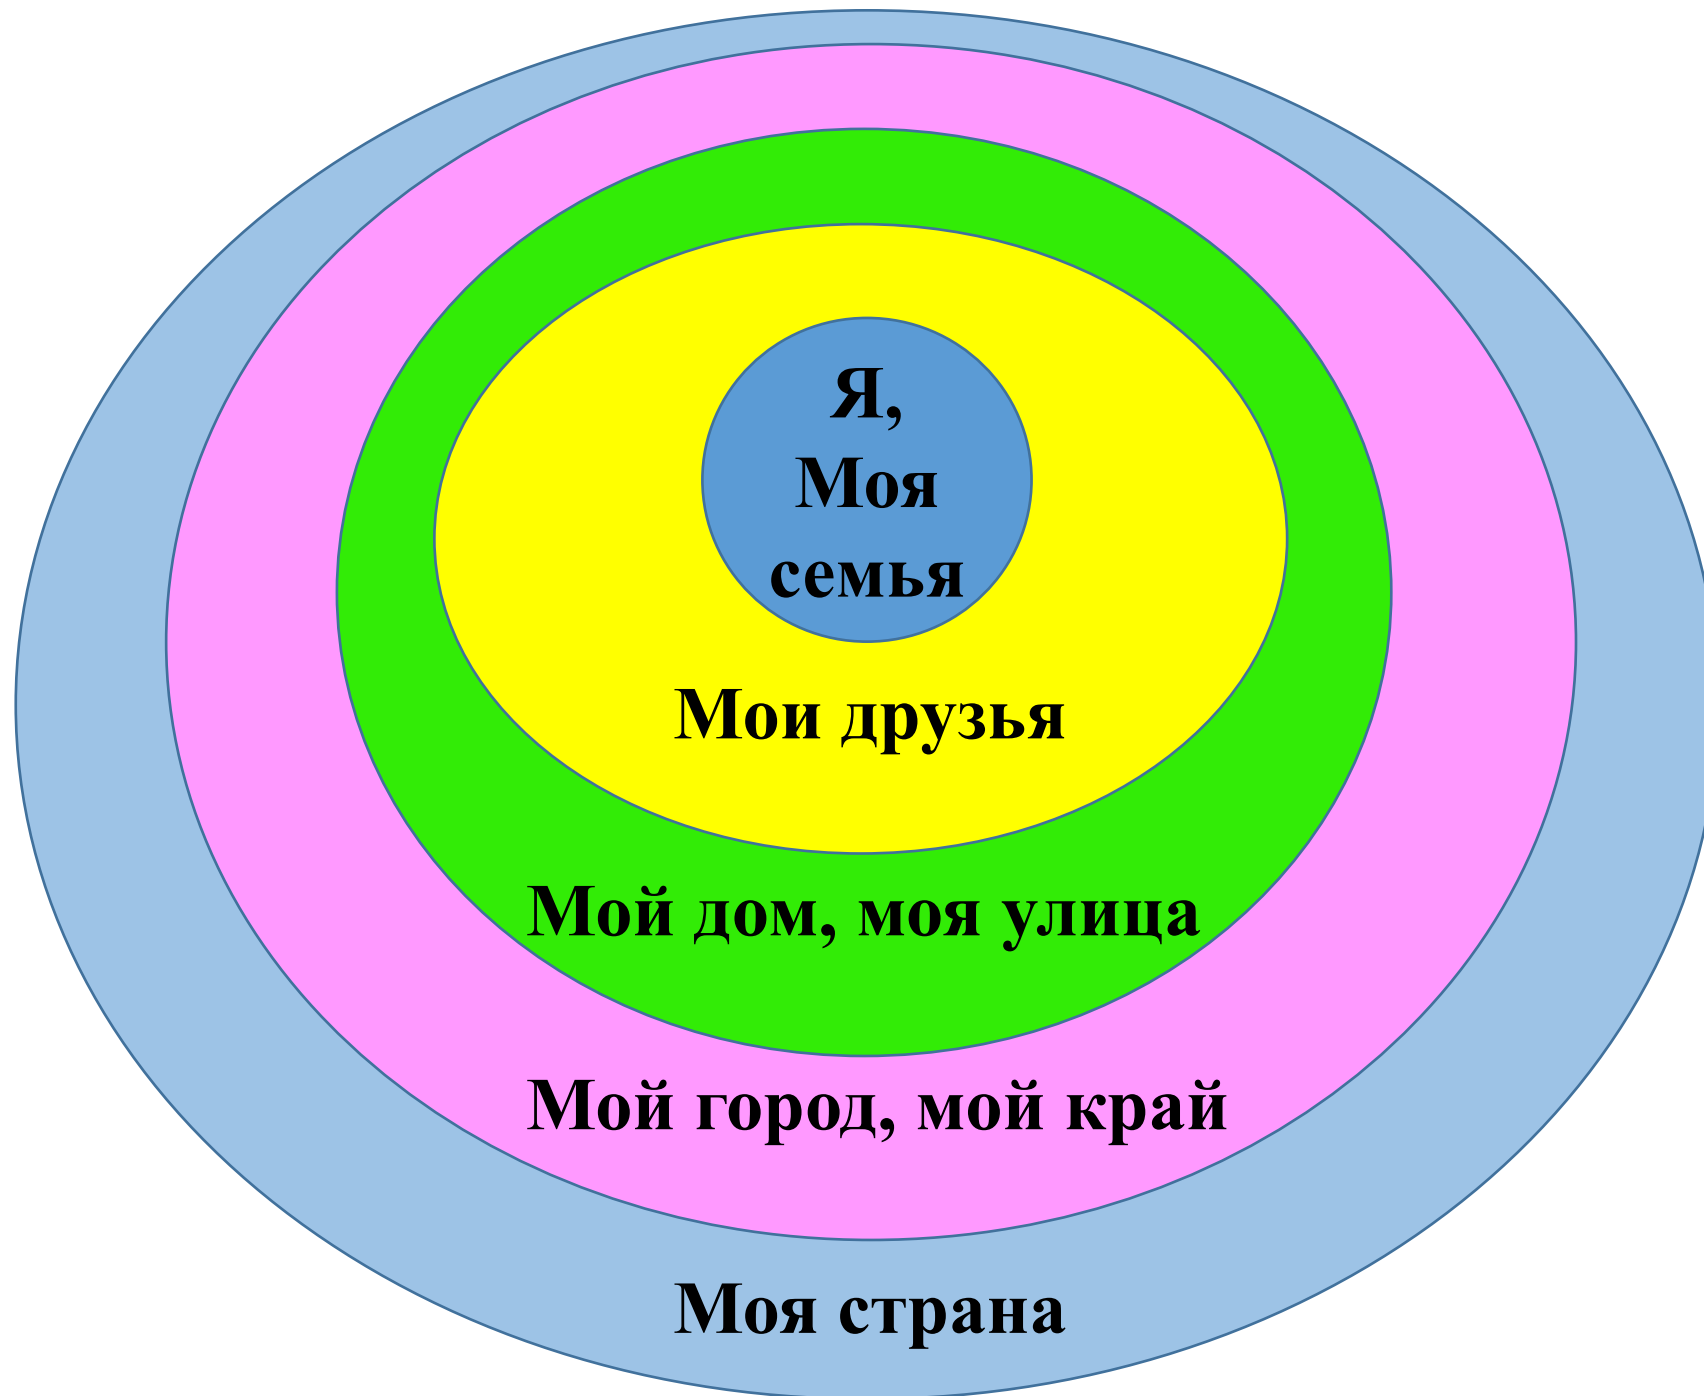 Я,
Моя
семья
Мои друзья
Мой дом, моя улица
Мой город, мой край
Моя страна